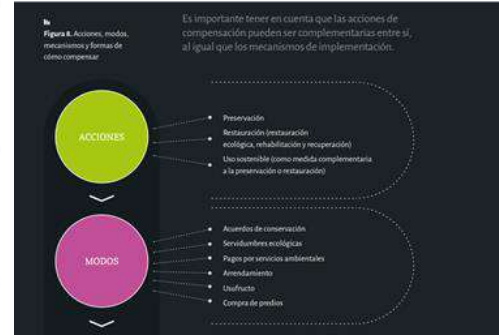 Figura 8. Acciones, modos,
mecanismos y formas de
cómo compensar
Es importante tener en cuenta que las acciones de
compensación pueden ser complementarias entre sí,
al igual que los mecanismos de implementación.
ACCIONES
Preservación
Restauración (restauración
ecológica, rehabilitación y recuperación)
Uso sostenible (como medida complementaria
a la preservación o restauración)
MODOS
Acuerdos de conservación
Servidumbres ecológicas
Pagos por servicios ambientales
Arrendamiento
Usufructo
Compra de predios